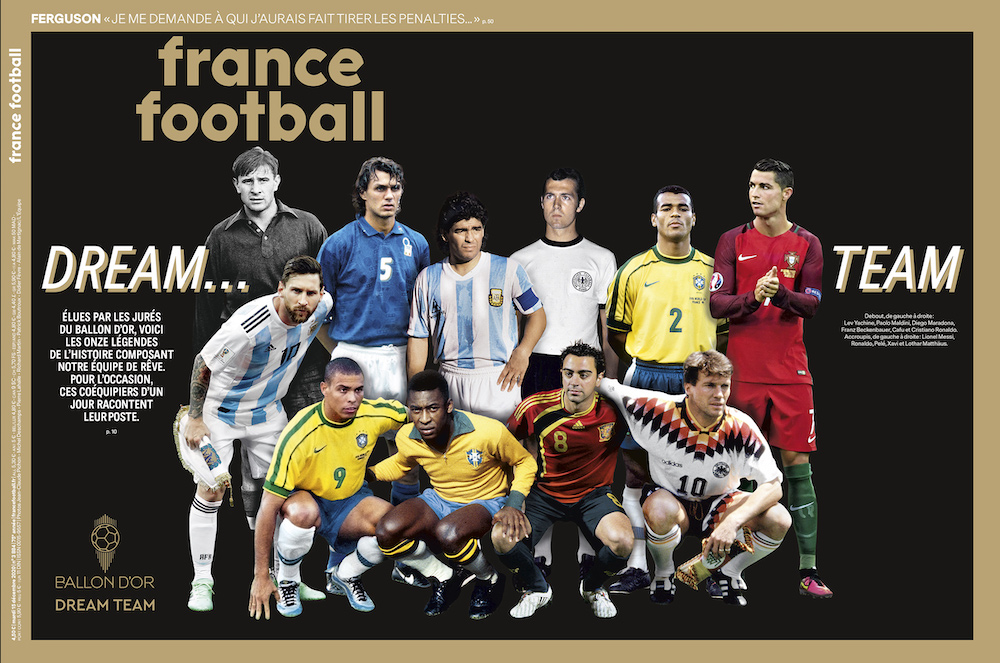 FERGUSON « JE ME DEMANDE À QUI J'AURAIS FAIT TIRER LES PENALTIES... » p. 50
france football
france
football
DREAM...
TEAM
ÉLUES PAR LES JURÉS
DU BALLON D'OR, VOICI
LES ONZE LÉGENDES
DE L'HISTOIRE COMPOSANT
NOTRE ÉQUIPE DE RÊVE.
POUR L'OCCASION,
CES COÉQUIPIERS D'UN
JOUR RACONTENT
LEUR POSTE.
p. 10
Debout, de gauche à droite :
Lev Yachine, Paolo Maldini, Diego Maradona,
Franz Beckenbauer, Cafu et Cristiano Ronaldo.
Accroupis, de gauche à droite : Lionel Messi,
Ronaldo, Pelé, Xavi et Lothar Matthäus.
5
2
10
9
8
10
7
adidas
AFA
BALLON D'OR
DREAM TEAM